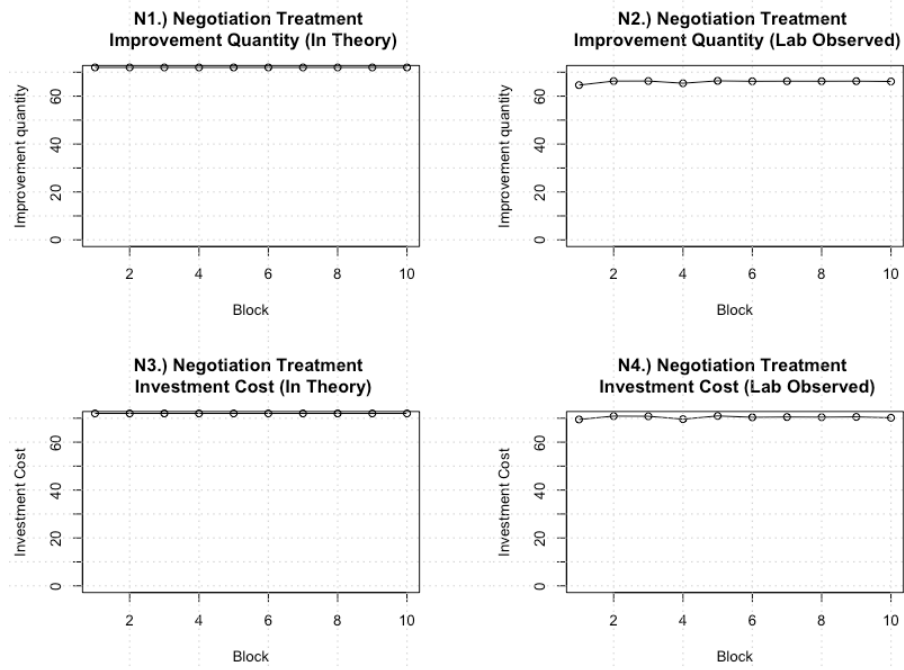 N1.) Negotiation Treatment
Improvement Quantity (In Theory)
Improvement quantity
0
20
40
60
2 4 6 8 10
Block
N2.) Negotiation Treatment
Improvement Quantity (Lab Observed)
Improvement quantity
0
20
40
60
2 4 6 8 10
Block
N3.) Negotiation Treatment
Investment Cost (In Theory)
Investment Cost
0
20
40
60
2 4 6 8 10
Block
N4.) Negotiation Treatment
Investment Cost (Lab Observed)
Investment Cost
0
20
40
60
2 4 6 8 10
Block